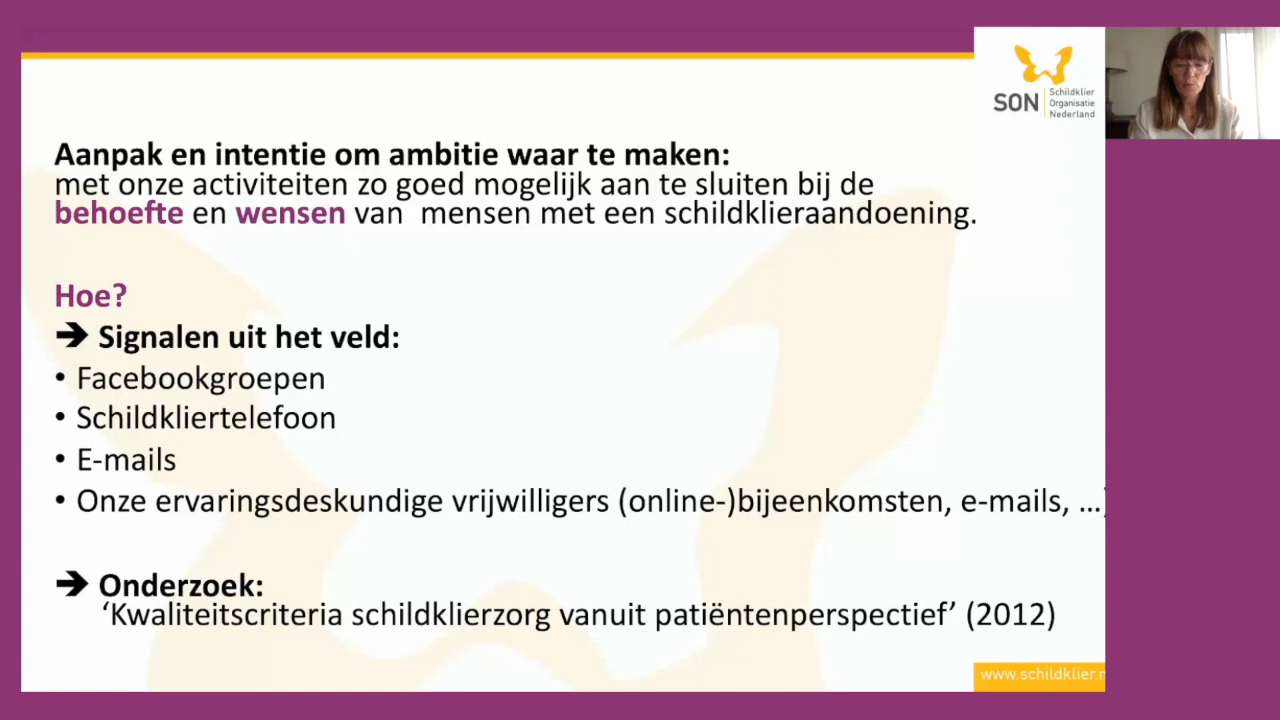 SON
Schildklier
Organisatie
Nederland
Aanpak en intentie om ambitie waar te maken:
met onze activiteiten zo goed mogelijk aan te sluiten bij de
behoefte en wensen van mensen met een schildklieraandoening.
Hoe?
➔ Signalen uit het veld:
• Facebookgroepen
• Schildkliertelefoon
• E-mails
• Onze ervaringsdeskundige vrijwilligers (online-)bijeenkomsten, e-mails, ...)
➔ Onderzoek:
‘Kwaliteitscriteria schildklierzorg vanuit patiëntenperspectief’ (2012)
www.schildklier.n